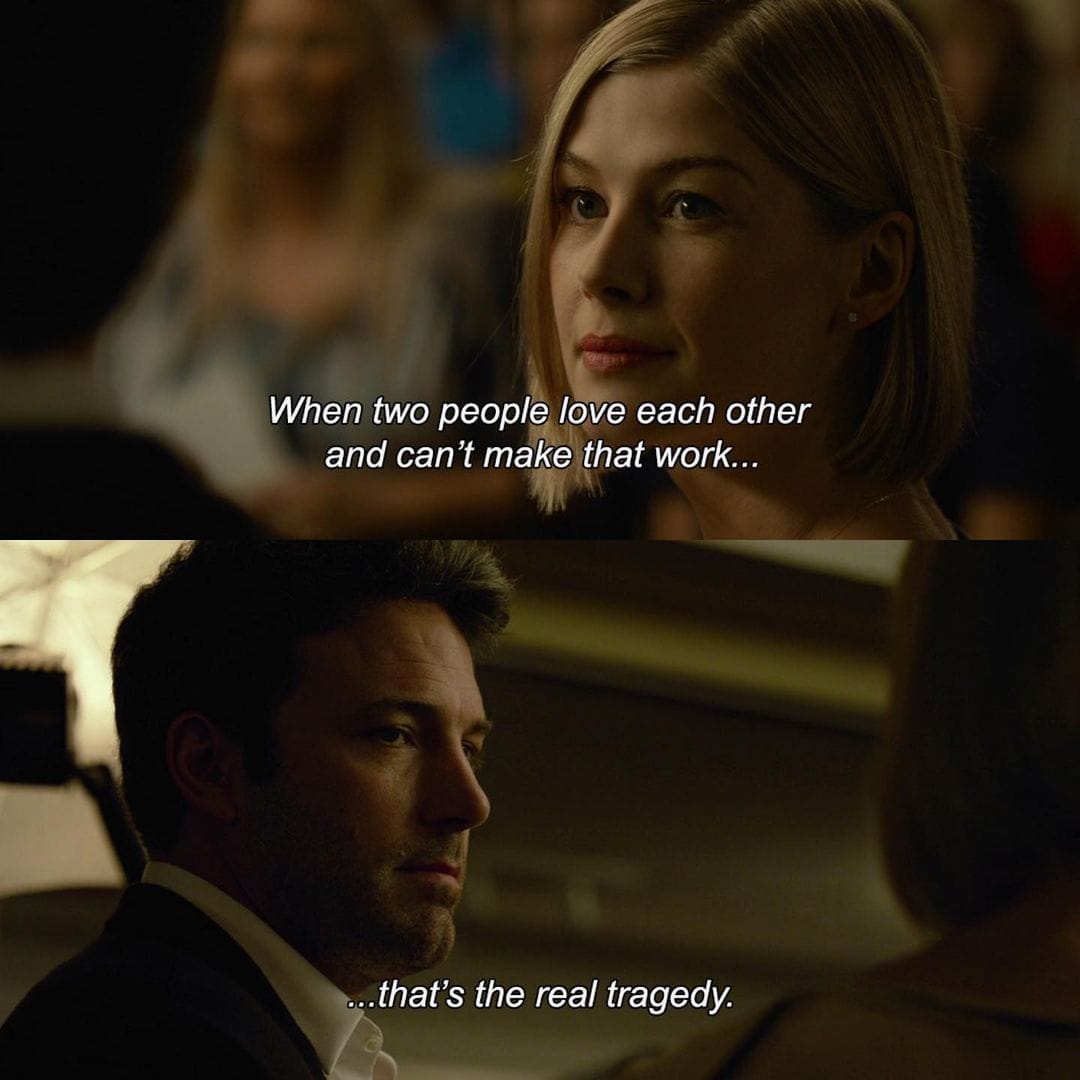 When two people love each other
and can't make that work...
...that's the real tragedy.